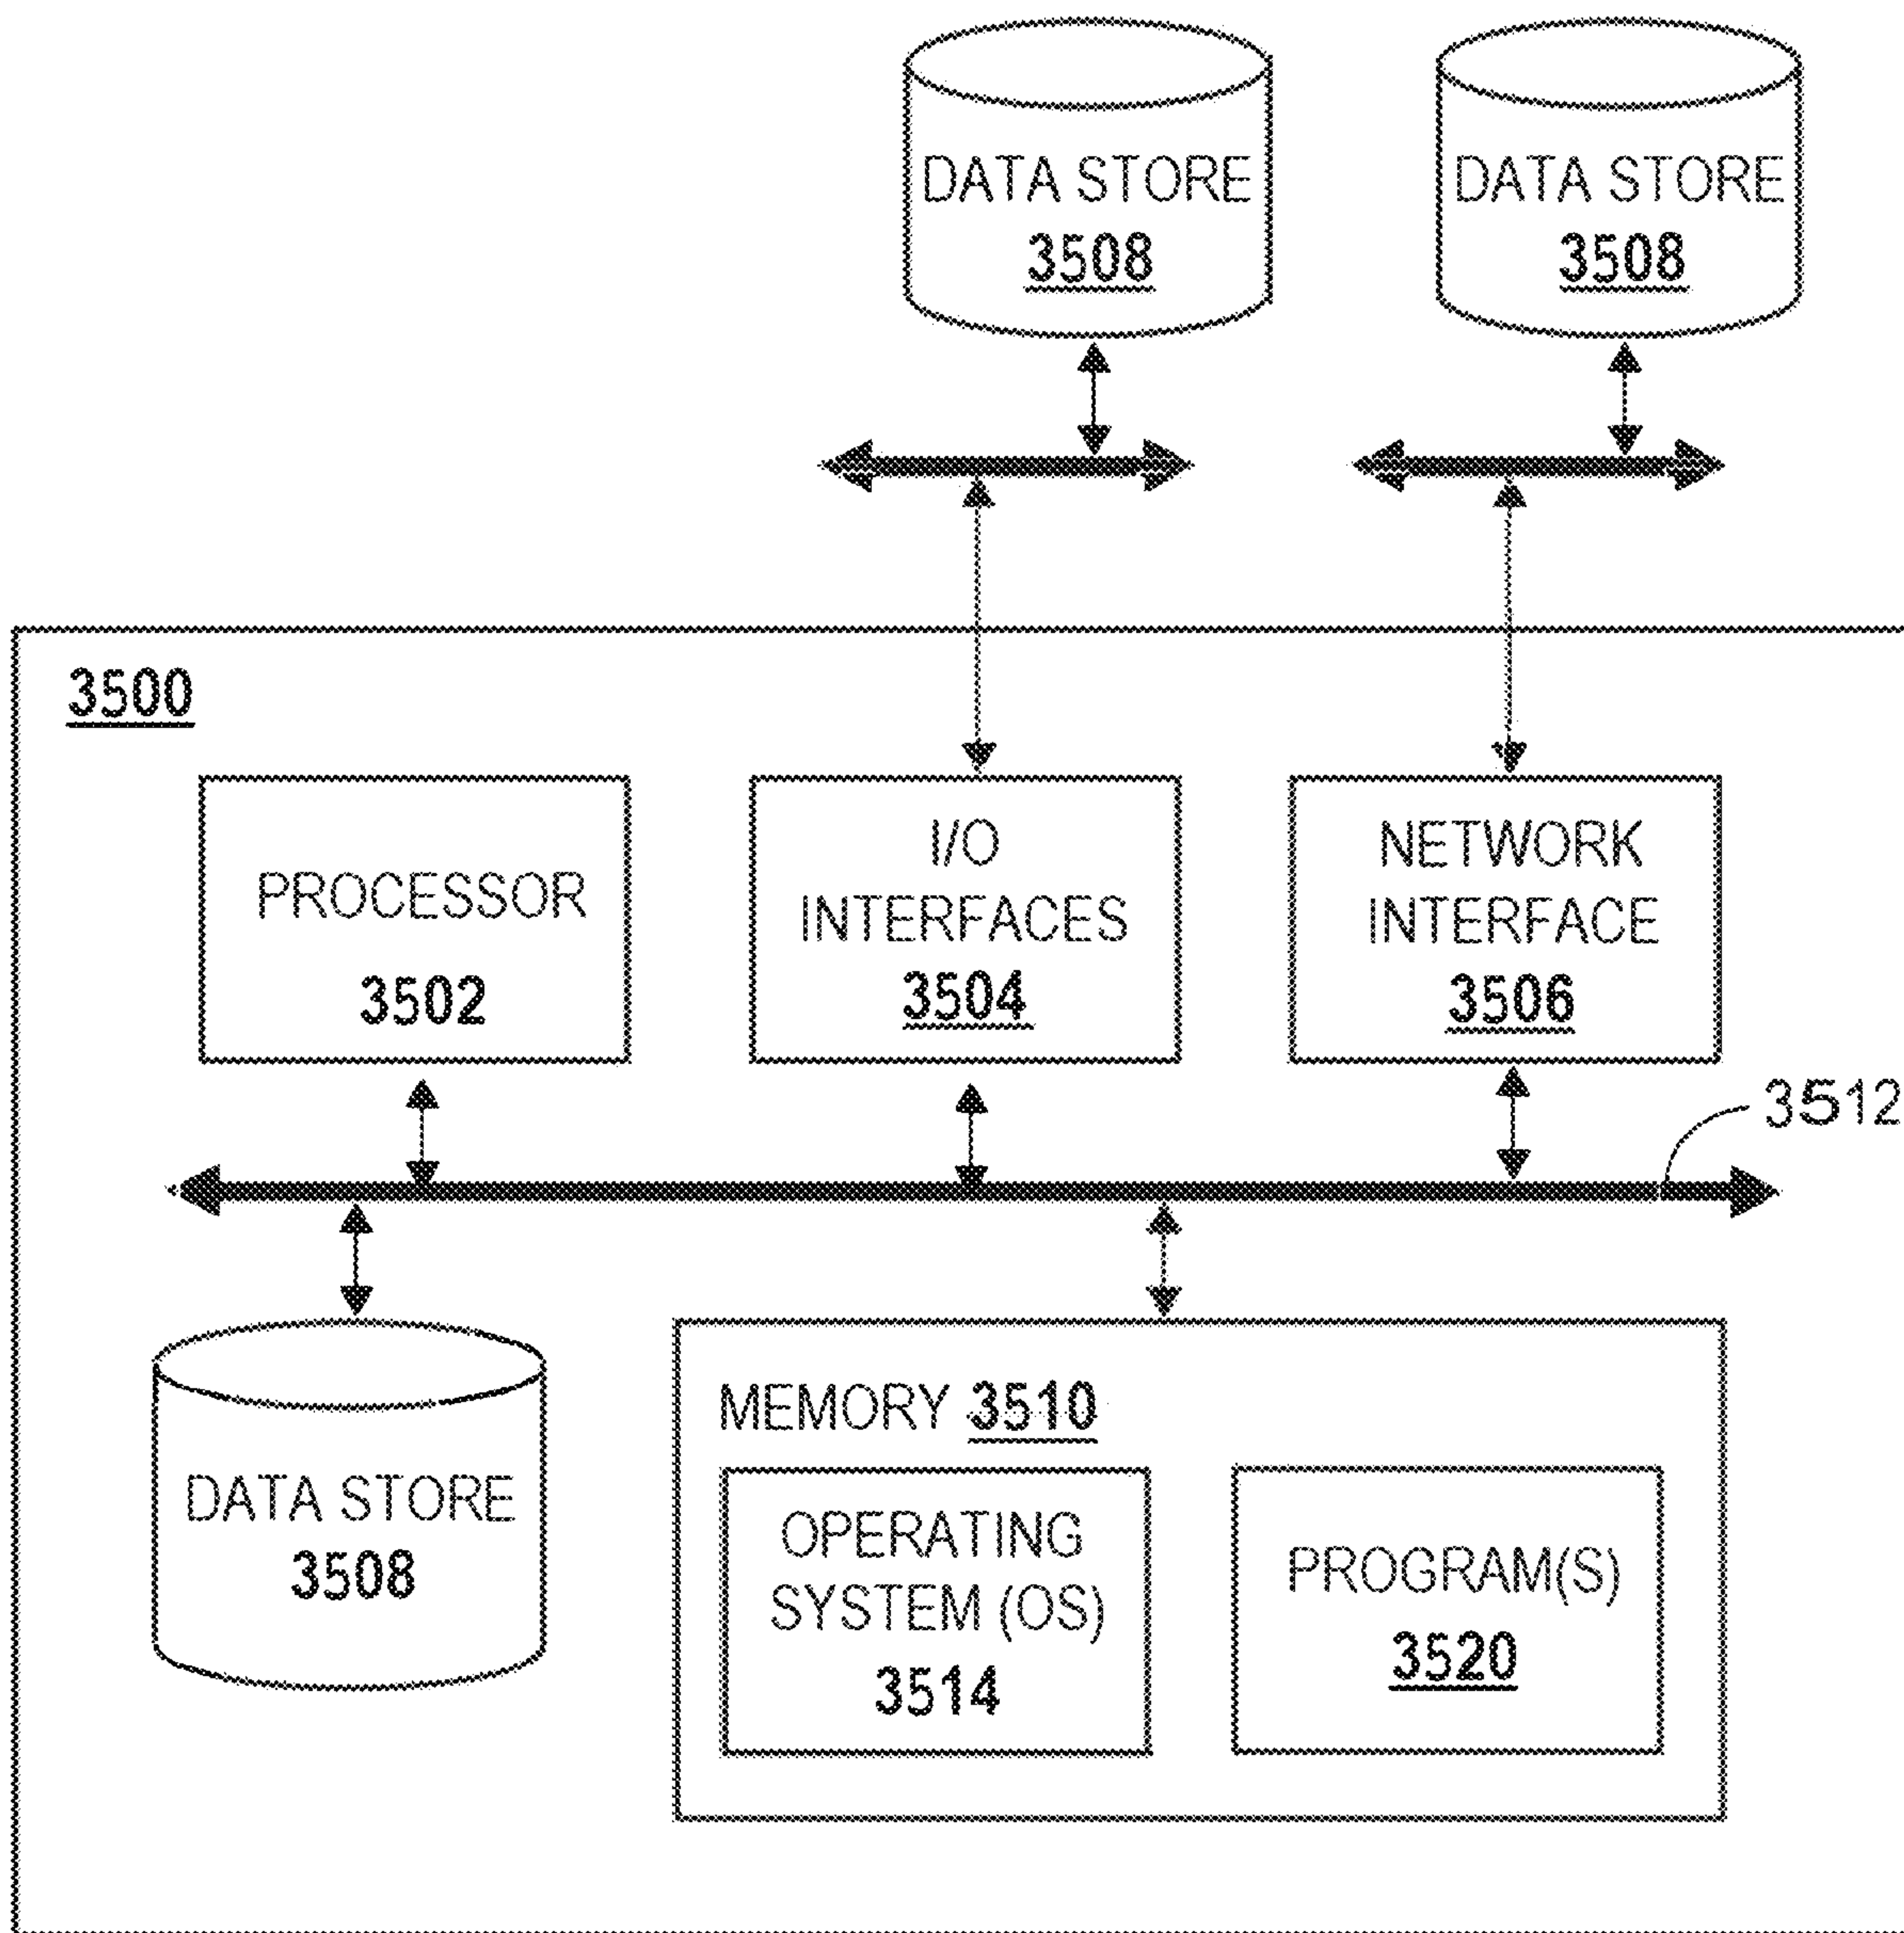 DATA STORE
3508
DATA STORE
3508
3500
PROCESSOR
3502
I/O
INTERFACES
3504
NETWORK
INTERFACE
3506
3512
DATA STORE
3508
MEMORY 3510
OPERATING
SYSTEM (OS)
3514
PROGRAM(S)
3520